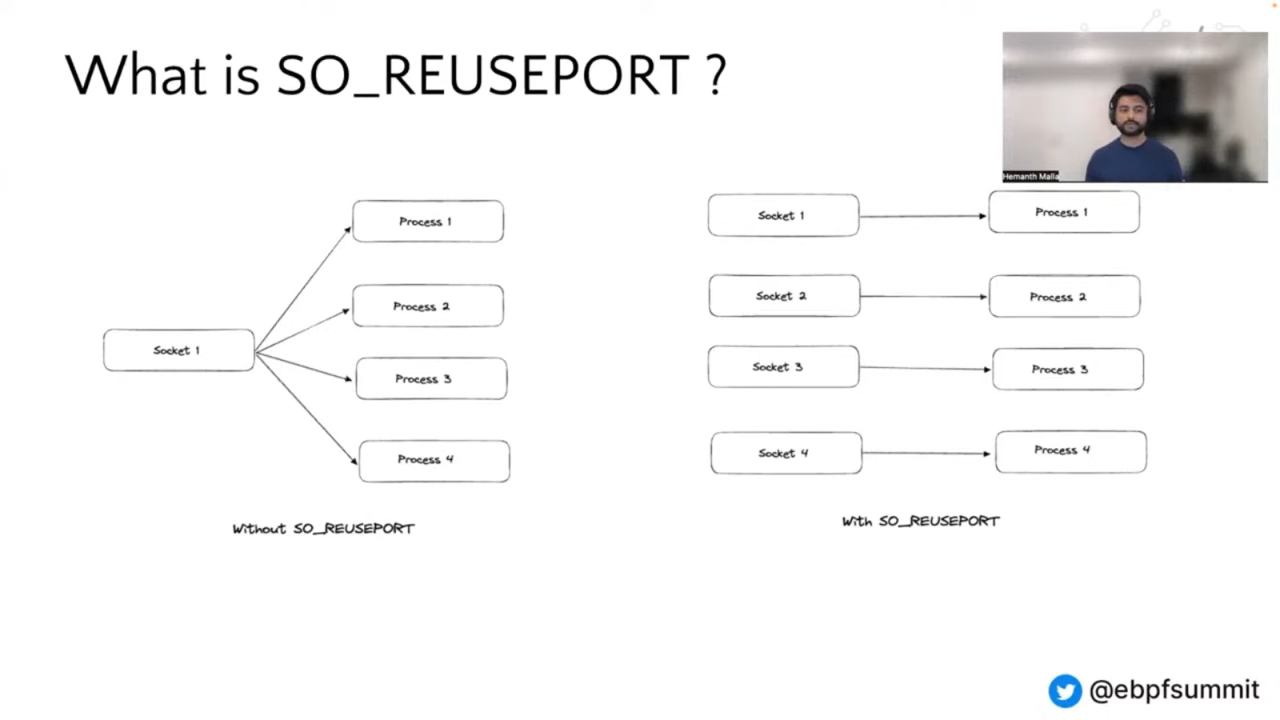 What is SO_REUSEPORT ?
Hemanth Malla
Socket 1
Process 1
Process 2
Process 3
Process 4
Without SO_REUSEPORT
Socket 1
Process 1
Socket 2
Process 2
Socket 3
Process 3
Socket 4
Process 4
With SO_REUSEPORT
@ebpfsummit